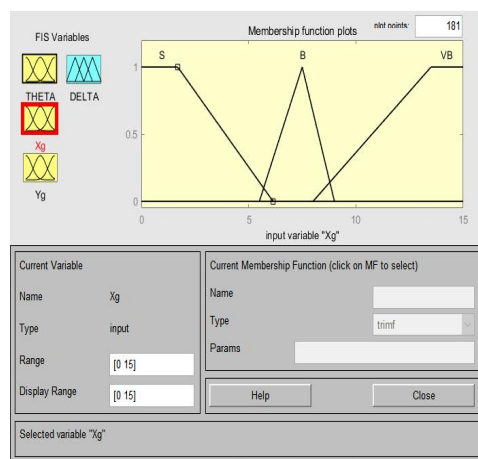 FIS Variables
Membership function plots
plot points:
181
S
B
VB
THETA
DELTA
Xg
Yg
1
0.5
0
0
5
10
15
input variable "Xg"
Current Variable
Name
Xg
Type
input
Range
[0 15]
Display Range
[0 15]
Current Membership Function (click on MF to select)
Name
Type
trimf
Params
Help
Close
Selected variable "Xg"